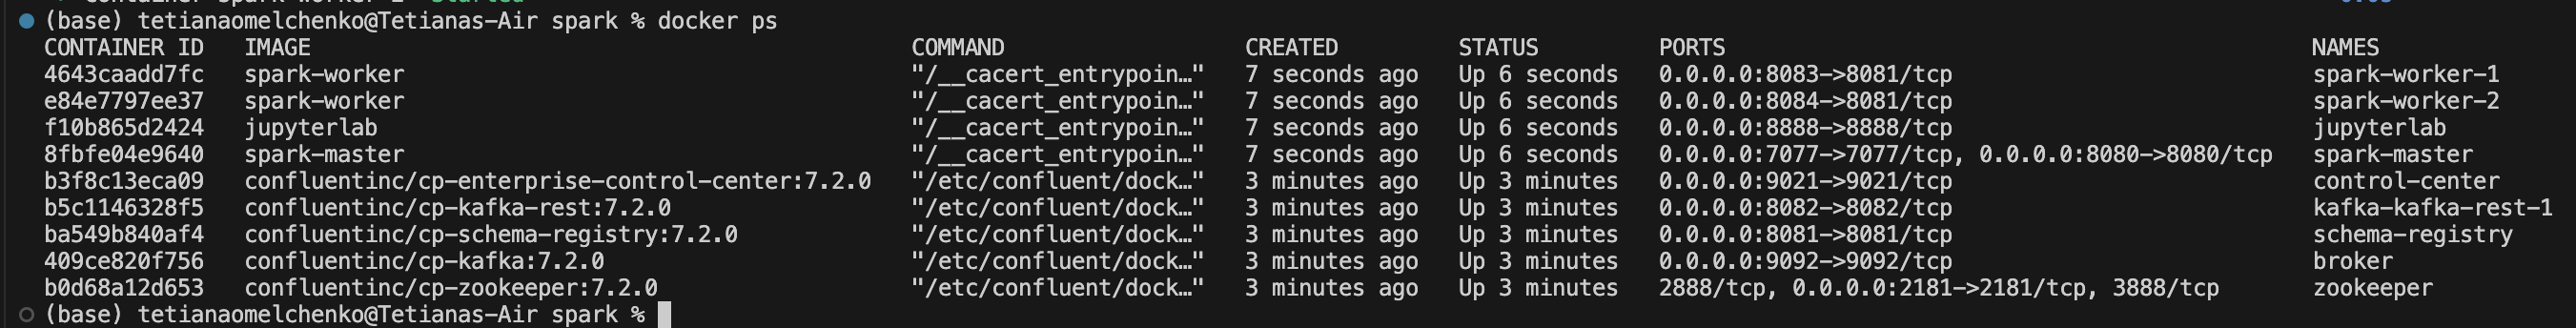 (base) tetianaomelchenko@Tetianas-Air spark % docker ps
CONTAINER ID IMAGE COMMAND CREATED STATUS PORTS NAMES
4643caadd7fc spark-worker "/__cacert_entrypoin…" 7 seconds ago Up 6 seconds 0.0.0.0:8083->8081/tcp spark-worker-1
e84e7797ee37 spark-worker "/__cacert_entrypoin…" 7 seconds ago Up 6 seconds 0.0.0.0:8084->8081/tcp spark-worker-2
f10b865d2424 jupyterlab "/__cacert_entrypoin…" 7 seconds ago Up 6 seconds 0.0.0.0:8888->8888/tcp jupyterlab
8fbfe04e9640 spark-master "/__cacert_entrypoin…" 7 seconds ago Up 6 seconds 0.0.0.0:7077->7077/tcp, 0.0.0.0:8080->8080/tcp spark-master
b3f8c13eca09 confluentinc/cp-enterprise-control-center:7.2.0 "/etc/confluent/dock…" 3 minutes ago Up 3 minutes 0.0.0.0:9021->9021/tcp control-center
b5c1146328f5 confluentinc/cp-kafka-rest:7.2.0 "/etc/confluent/dock…" 3 minutes ago Up 3 minutes 0.0.0.0:8082->8082/tcp kafka-kafka-rest-1
ba549b840af4 confluentinc/cp-schema-registry:7.2.0 "/etc/confluent/dock…" 3 minutes ago Up 3 minutes 0.0.0.0:8081->8081/tcp schema-registry
409ce820f756 confluentinc/cp-kafka:7.2.0 "/etc/confluent/dock…" 3 minutes ago Up 3 minutes 0.0.0.0:9092->9092/tcp broker
b0d68a12d653 confluentinc/cp-zookeeper:7.2.0 "/etc/confluent/dock…" 3 minutes ago Up 3 minutes 2888/tcp, 0.0.0.0:2181->2181/tcp, 3888/tcp zookeeper
(base) tetianaomelchenko@Tetianas-Air spark %